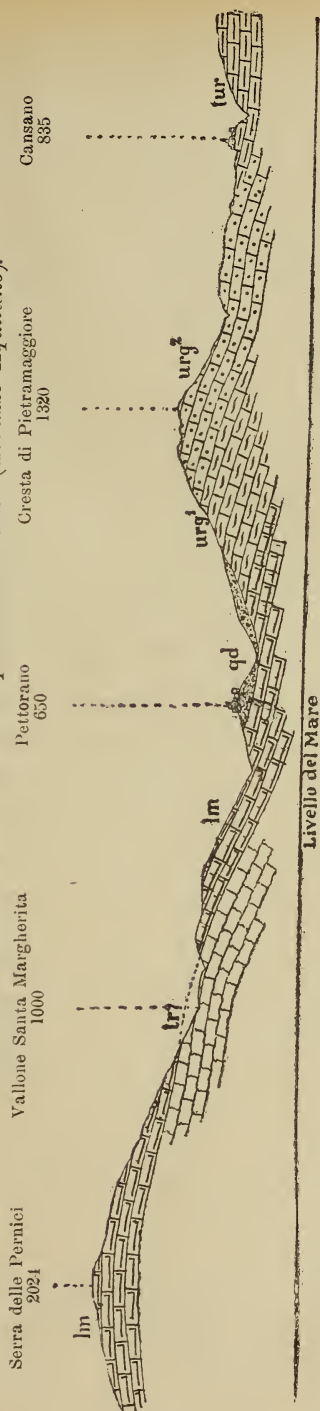 Serra delle Pernici
2024
Vallone Santa Margherita
1000
Pettorano
650
Cresta di Pietramaggiore
1320
Cansano
835
lm
tr
lm
qd
urg1
urg2
tur
Livello del Mare